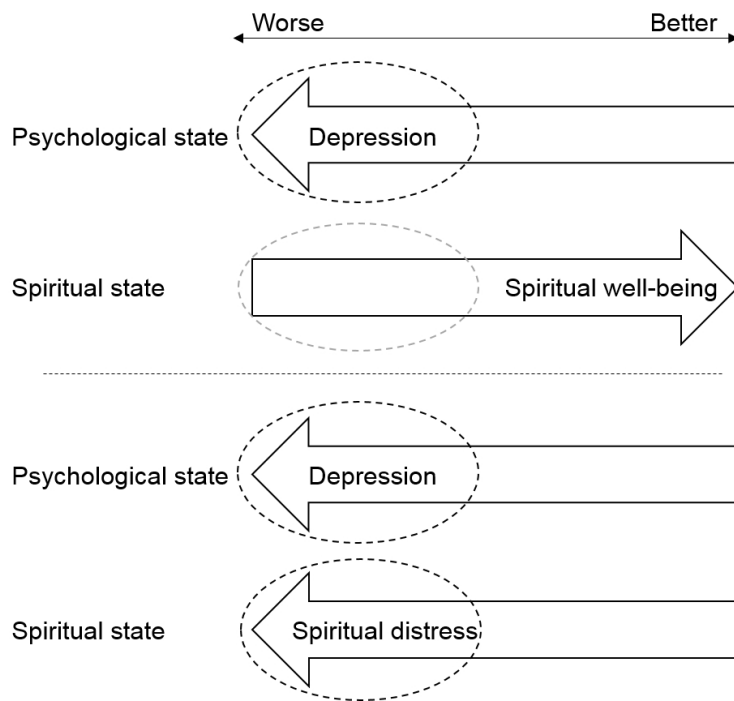 Worse Better
Psychological state Depression
Spiritual state Spiritual well-being
Psychological state Depression
Spiritual state Spiritual distress